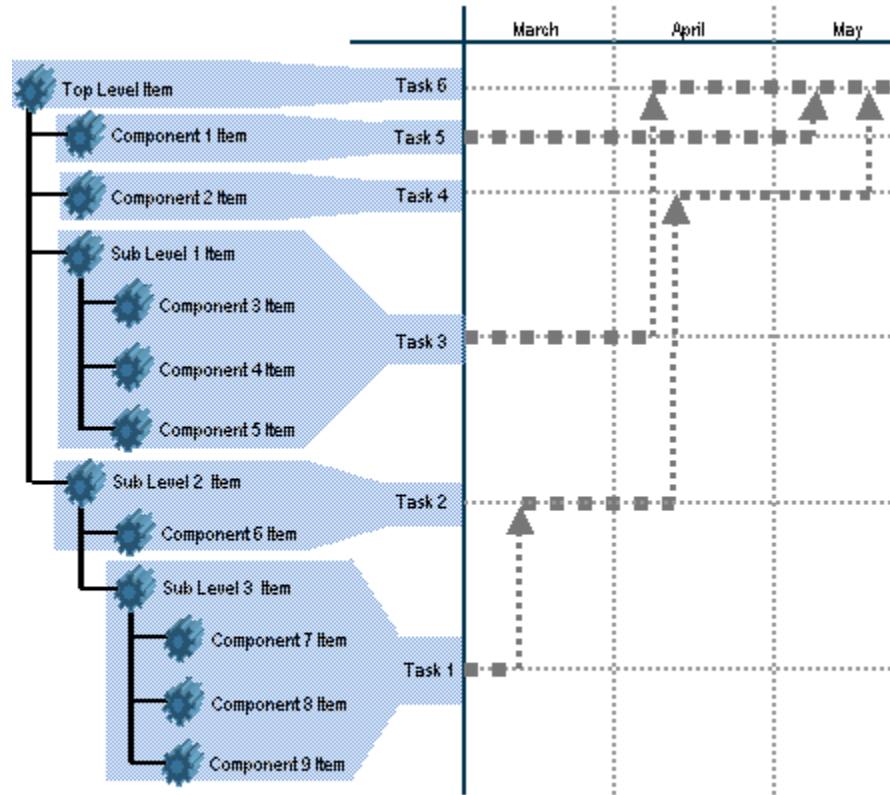 March April May
Top Level Item Task 6
Component 1 Item Task 5
Component 2 Item Task 4
Sub Level 1 Item
Component 3 Item
Task 3
Component 4 Item
Component 5 Item
Sub Level 2 Item
Task 2
Component 6 Item
Sub Level 3 Item
Component 7 Item
Task 1
Component 8 Item
Component 9 Item